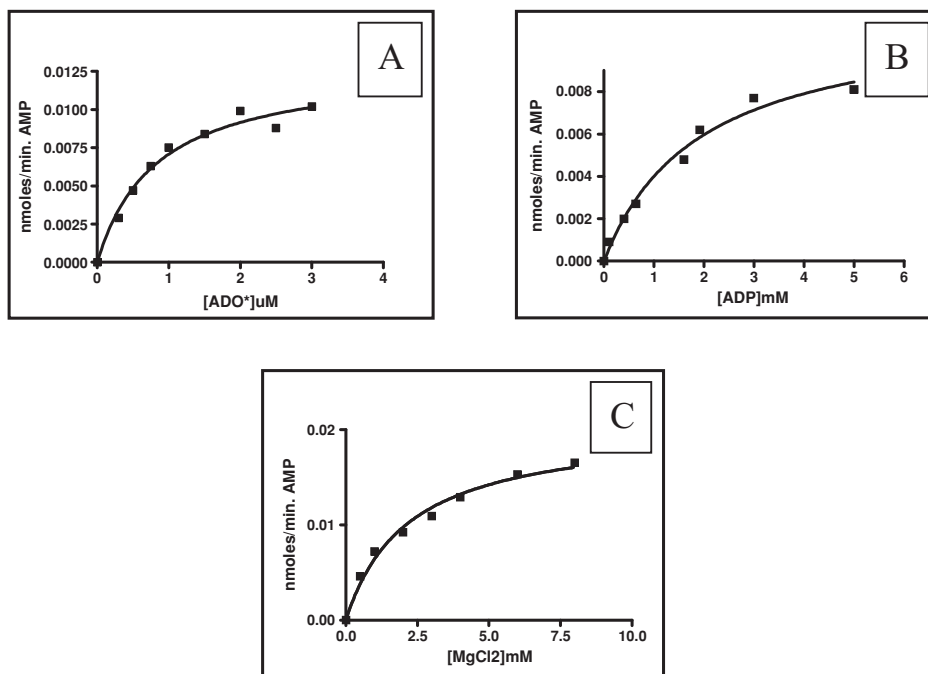 A
0.0125
0.0100
0.0075
0.0050
0.0025
0.0000
nmoles/min. AMP
0 1 2 3 4
[ADO*]uM
B
0.008
0.006
0.004
0.002
0.000
nmoles/min. AMP
0 1 2 3 4 5 6
[ADP]mM
C
0.02
0.01
0.00
nmoles/min. AMP
0.0 2.5 5.0 7.5 10.0
[MgCl2]mM